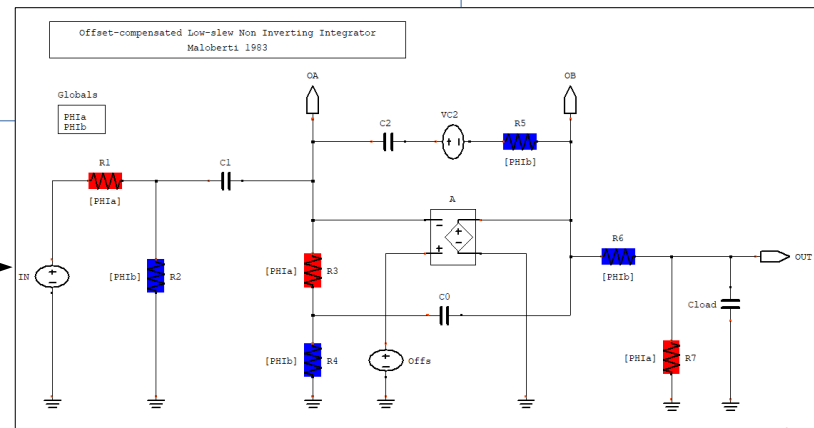 Offset-compensated Low-slew Non Inverting Integrator
Maloberti 1983
OA
OB
Globals
PHIa
PHIb
C2
VC2
R5
[PHIb]
R1
[PHIa]
C1
A
R6
[PHIb]
OUT
IN
[PHIb]
R2
[PHIa]
R3
C0
Cload
[PHIb]
R4
Offs
[PHIa]
R7